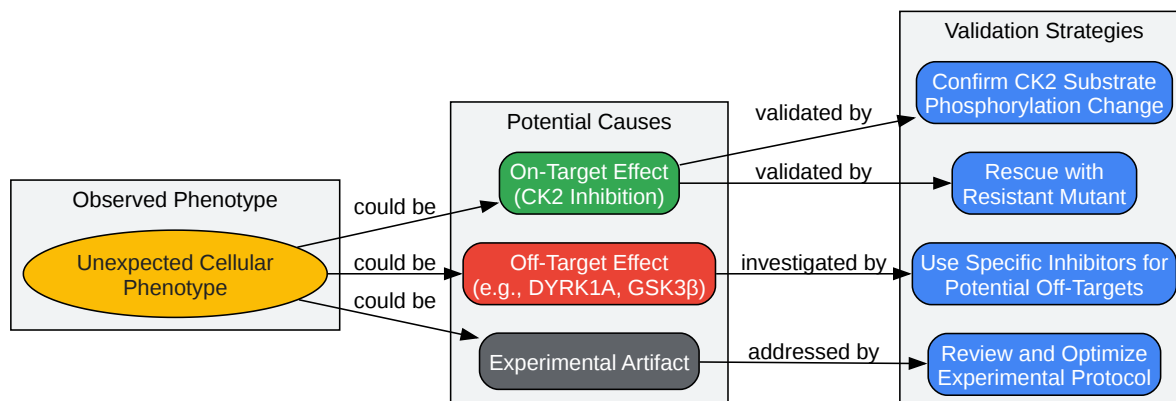 Observed Phenotype
Unexpected Cellular
Phenotype
could be
could be
could be
Potential Causes
On-Target Effect
(CK2 Inhibition)
Off-Target Effect
(e.g., DYRK1A, GSK3β)
Experimental Artifact
validated by
validated by
investigated by
addressed by
Validation Strategies
Confirm CK2 Substrate
Phosphorylation Change
Rescue with
Resistant Mutant
Use Specific Inhibitors for
Potential Off-Targets
Review and Optimize
Experimental Protocol